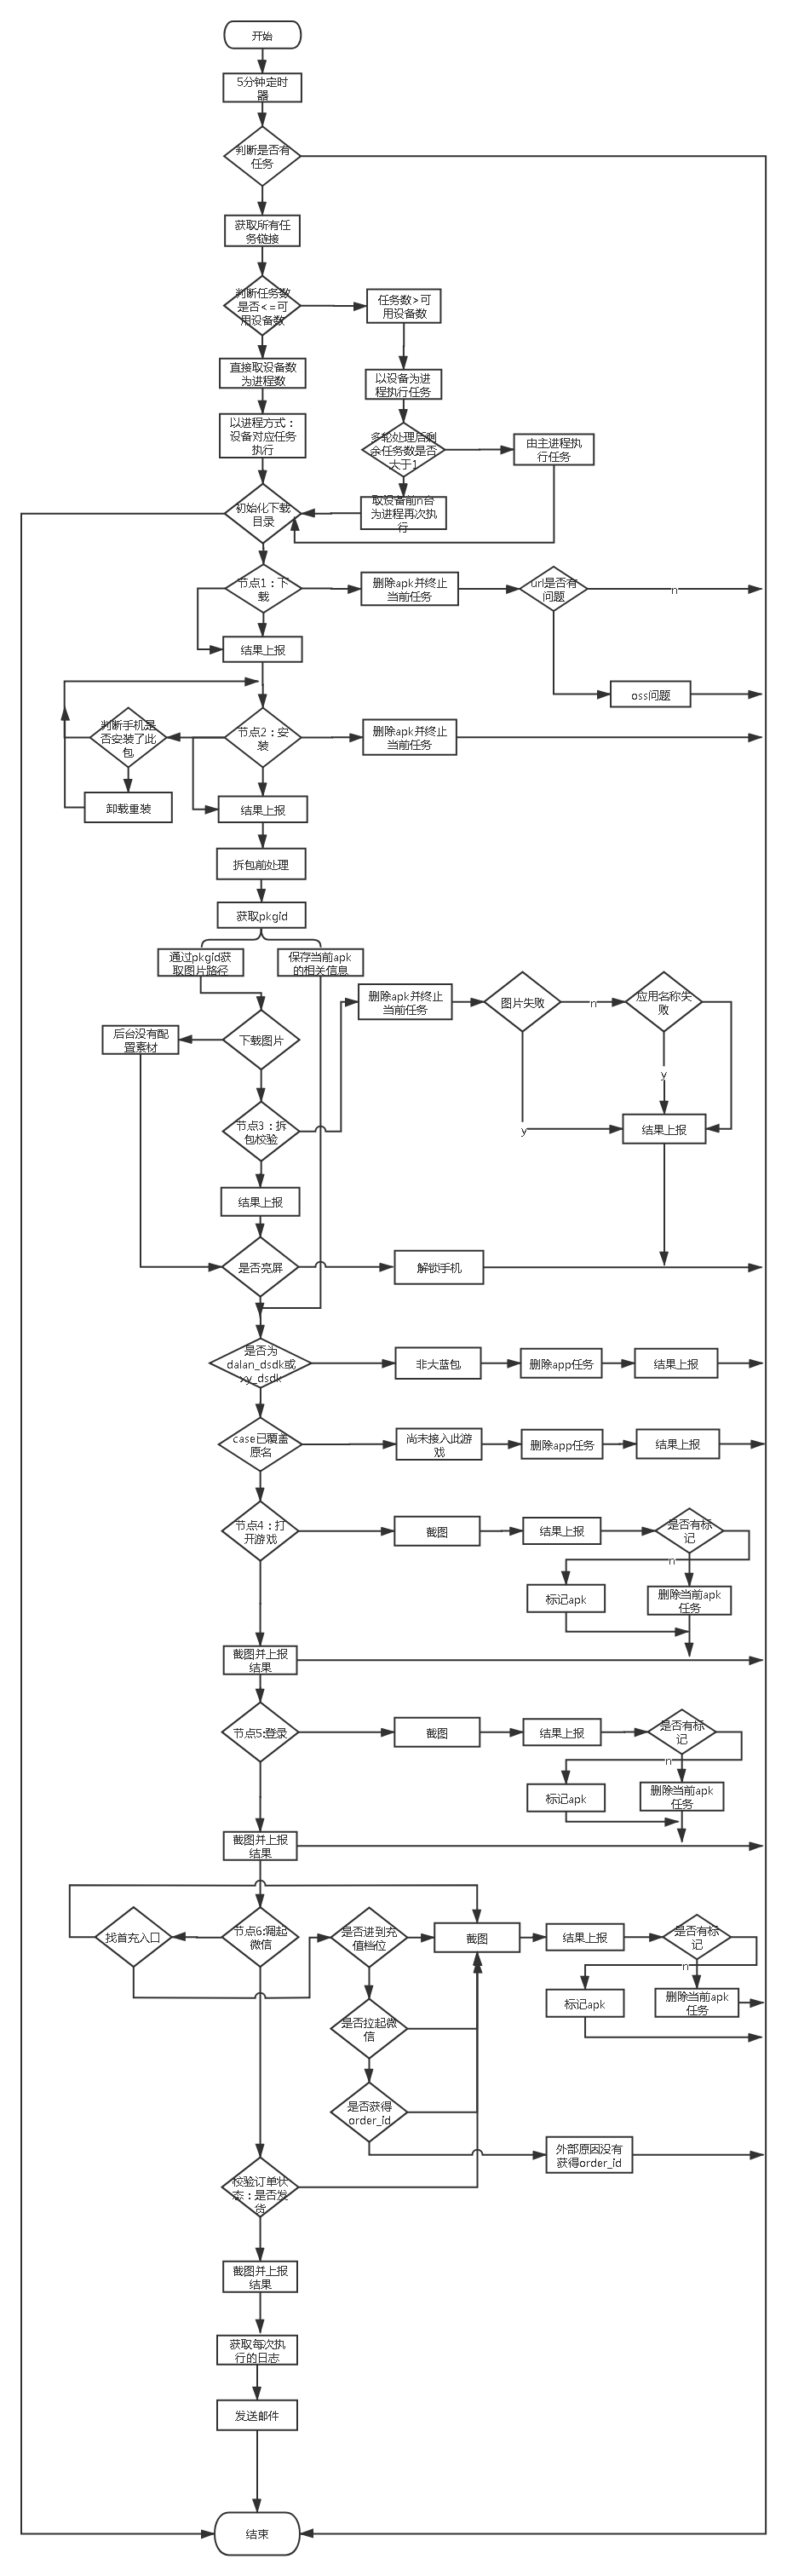 开始
5分钟定时
器
判断是否有
任务
获取所有任
务链接
判断任务数
是否<=可
用设备数
任务数>可
用设备数
直接取设备数
为进程数
以设备为进
程执行任务
以进程方式：
设备对应任务
执行
多轮处理后剩
余任务数是否
大于1
由主进程执
行任务
初始化下载
目录
取设备前n台
为进程再次执
行
节点1：下
载
删除apk并终止
当前任务
url是否有
问题
n
结果上报
oss问题
判断手机是
否安装了此
包
节点2：安
装
删除apk并终止
当前任务
卸载重装
结果上报
拆包前处理
获取pkgid
通过pkgid获
取图片路径
保存当前apk
的相关信息
删除apk并终止
当前任务
图片失败
n
应用名称失
败
后台没有配
置素材
下载图片
y
节点3：拆
包校验
y
结果上报
结果上报
是否亮屏
解锁手机
是否为
dalan_dsdk或
xy_dsdk
非大蓝包
删除app任务
结果上报
case已覆盖
原名
尚未接入此游
戏
删除app任务
结果上报
节点4：打
开游戏
截图
结果上报
是否有标
记
n
标记apk
删除当前apk
任务
截图并上报
结果
节点5:登录
截图
结果上报
是否有标
记
n
标记apk
删除当前apk
任务
截图并上报
结果
找首充入口
节点6:调起
微信
是否进到充
值档位
截图
结果上报
是否有标
记
n
标记apk
删除当前apk
任务
是否拉起微
信
是否获得
order_id
外部原因没有
获得order_id
校验订单状
态：是否发
货
截图并上报
结果
获取每次执
行的日志
发送邮件
结束